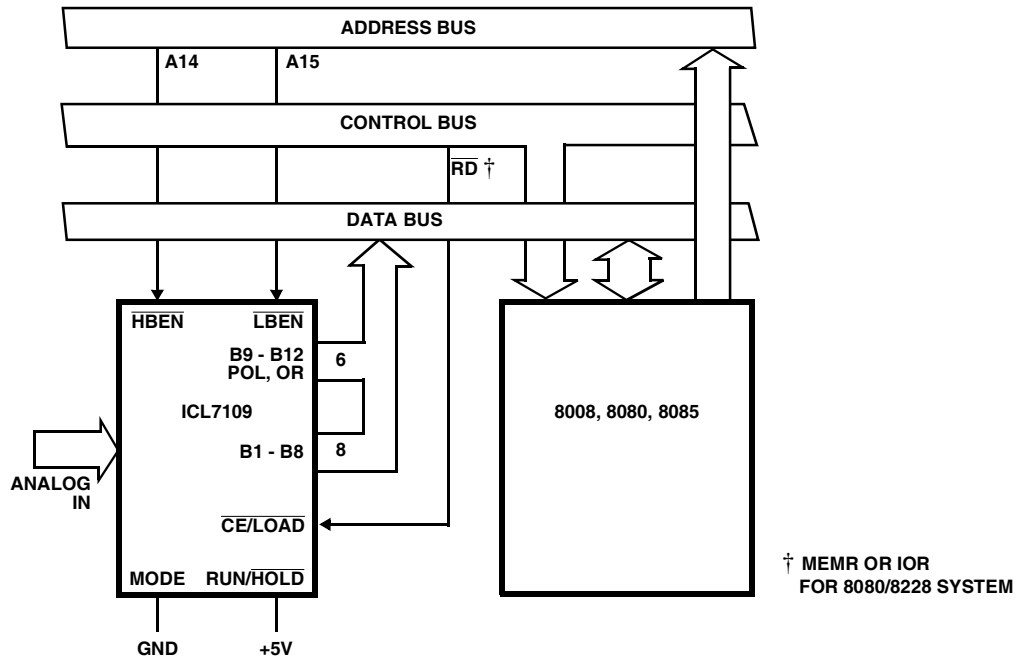 ADDRESS BUS
A14
A15
CONTROL BUS
RD †
DATA BUS
HBEN
LBEN
B9 - B12
POL, OR
6
ICL7109
8008, 8080, 8085
B1 - B8
8
ANALOG
IN
CE/LOAD
† MEMR OR IOR
FOR 8080/8228 SYSTEM
MODE
RUN/HOLD
GND
+5V